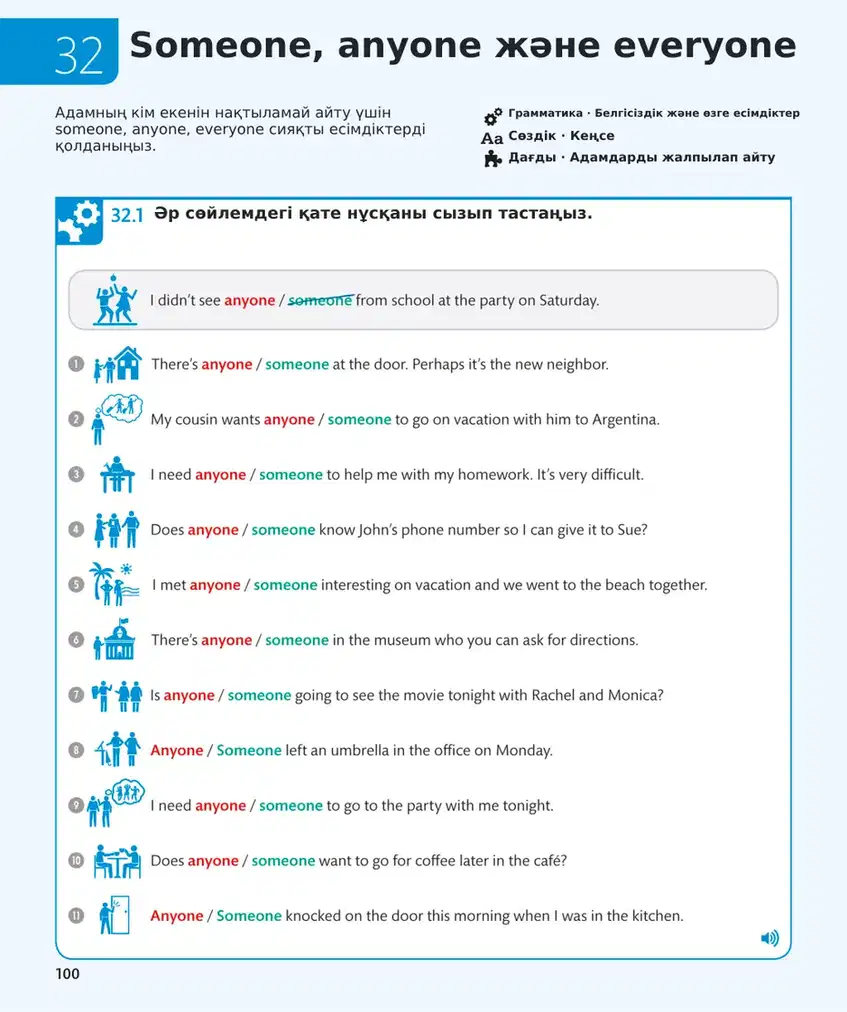 32
Someone, anyone және everyone
Адамның кім екенін нақтыламай айту үшін
someone, anyone, everyone сияқты есімдіктерді
қолданыңыз.
Грамматика · Белгісіздік және өзге есімдіктер
Aa Сөздік · Кеңсе
Дағды · Адамдарды жалпылап айту
32.1 Әр сөйлемдегі қате нұсқаны сызып тастаңыз.
I didn't see anyone / someone from school at the party on Saturday.
1 There's anyone / someone at the door. Perhaps it's the new neighbor.
2 My cousin wants anyone / someone to go on vacation with him to Argentina.
3 I need anyone / someone to help me with my homework. It's very difficult.
4 Does anyone / someone know John's phone number so I can give it to Sue?
5 I met anyone / someone interesting on vacation and we went to the beach together.
6 There's anyone / someone in the museum who you can ask for directions.
7 Is anyone / someone going to see the movie tonight with Rachel and Monica?
8 Anyone / Someone left an umbrella in the office on Monday.
9 I need anyone / someone to go to the party with me tonight.
10 Does anyone / someone want to go for coffee later in the café?
11 Anyone / Someone knocked on the door this morning when I was in the kitchen.
100